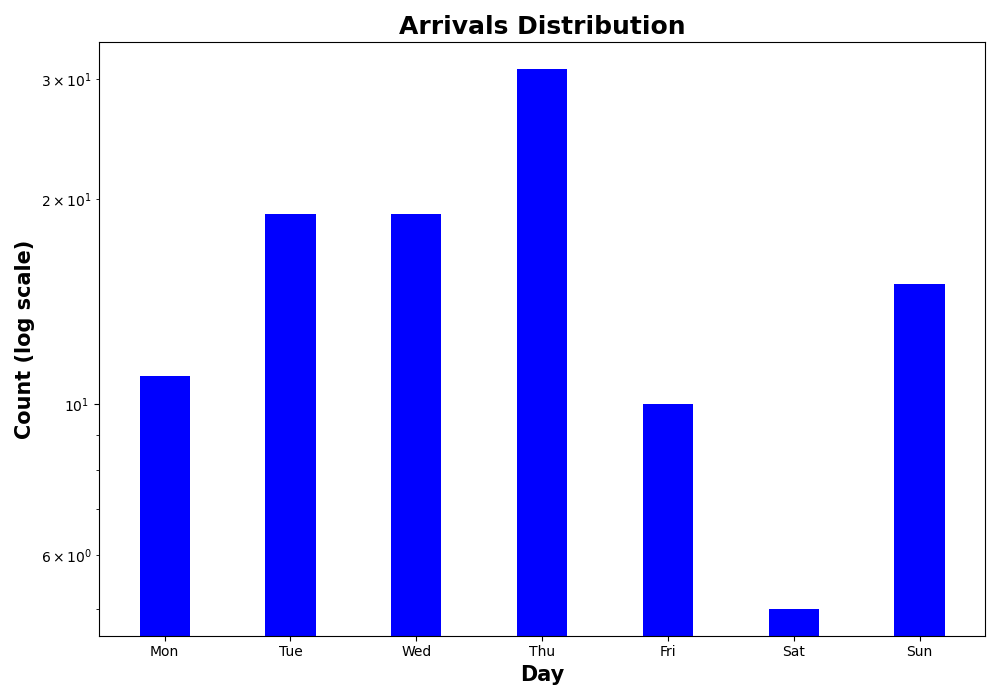 Arrivals Distribution
3 × 10¹
2 × 10¹
10¹
6 × 10⁰
Count (log scale)
Mon Tue Wed Thu Fri Sat Sun
Day